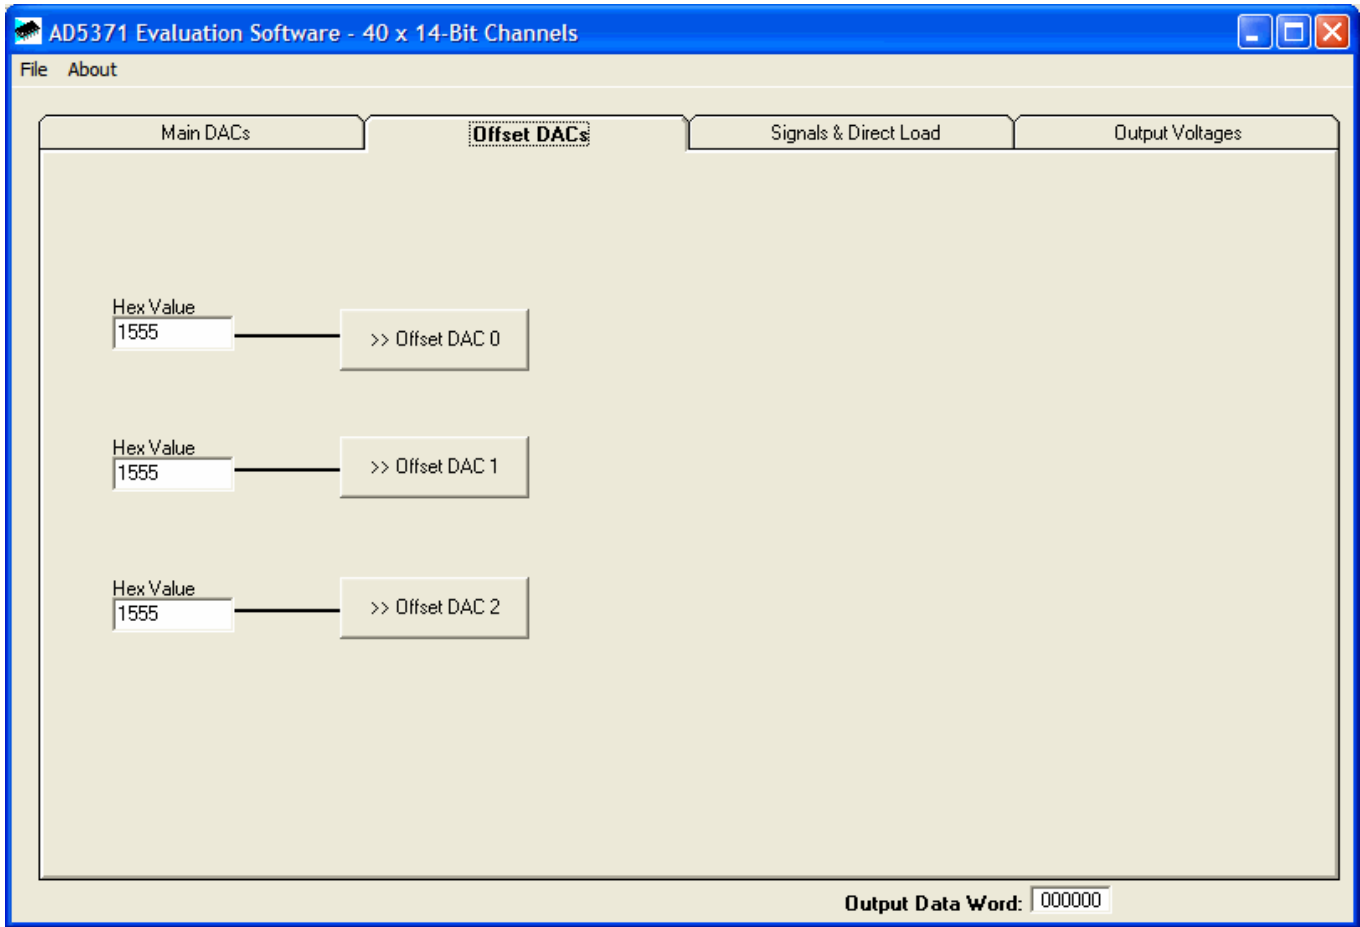 AD5371 Evaluation Software - 40 x 14-Bit Channels
File About
Main DACs Offset DACs Signals & Direct Load Output Voltages
Hex Value
1555
>> Offset DAC 0
Hex Value
1555
>> Offset DAC 1
Hex Value
1555
>> Offset DAC 2
Output Data Word: 000000